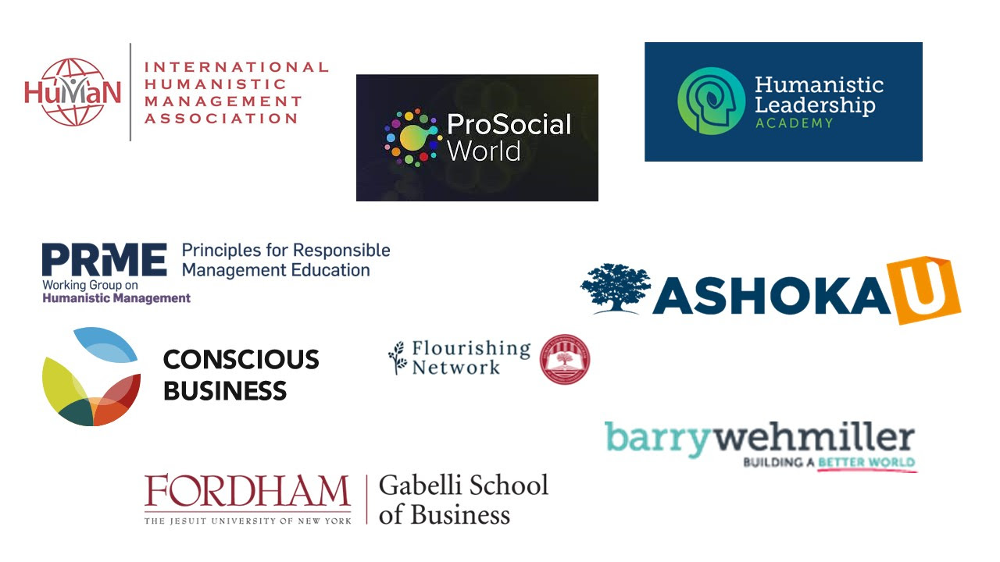 HuMaN
INTERNATIONAL
HUMANISTIC
MANAGEMENT
ASSOCIATION
ProSocial
World
Humanistic
Leadership
ACADEMY
PRiME
Principles for Responsible
Management Education
Working Group on
Humanistic Management
ASHOKA U
CONSCIOUS
BUSINESS
Flourishing
Network
barrywehmiller
BUILDING A BETTER WORLD
FORDHAM
THE JESUIT UNIVERSITY OF NEW YORK
Gabelli School
of Business